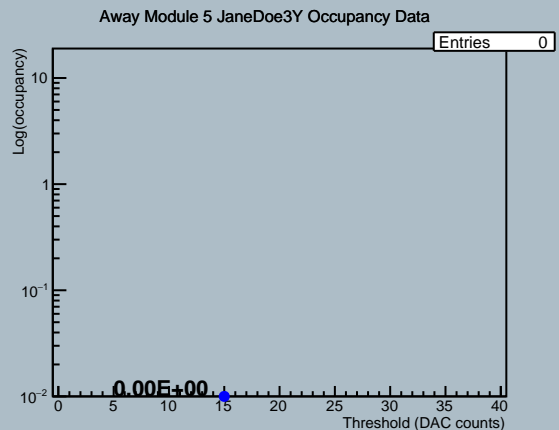 Away Module 5 JaneDoe3Y Occupancy Data
Entries 0
Log(occupancy)
10
1
10⁻¹
10⁻²
0.00E+00
0 5 10 15 20 25 30 35 40
Threshold (DAC counts)